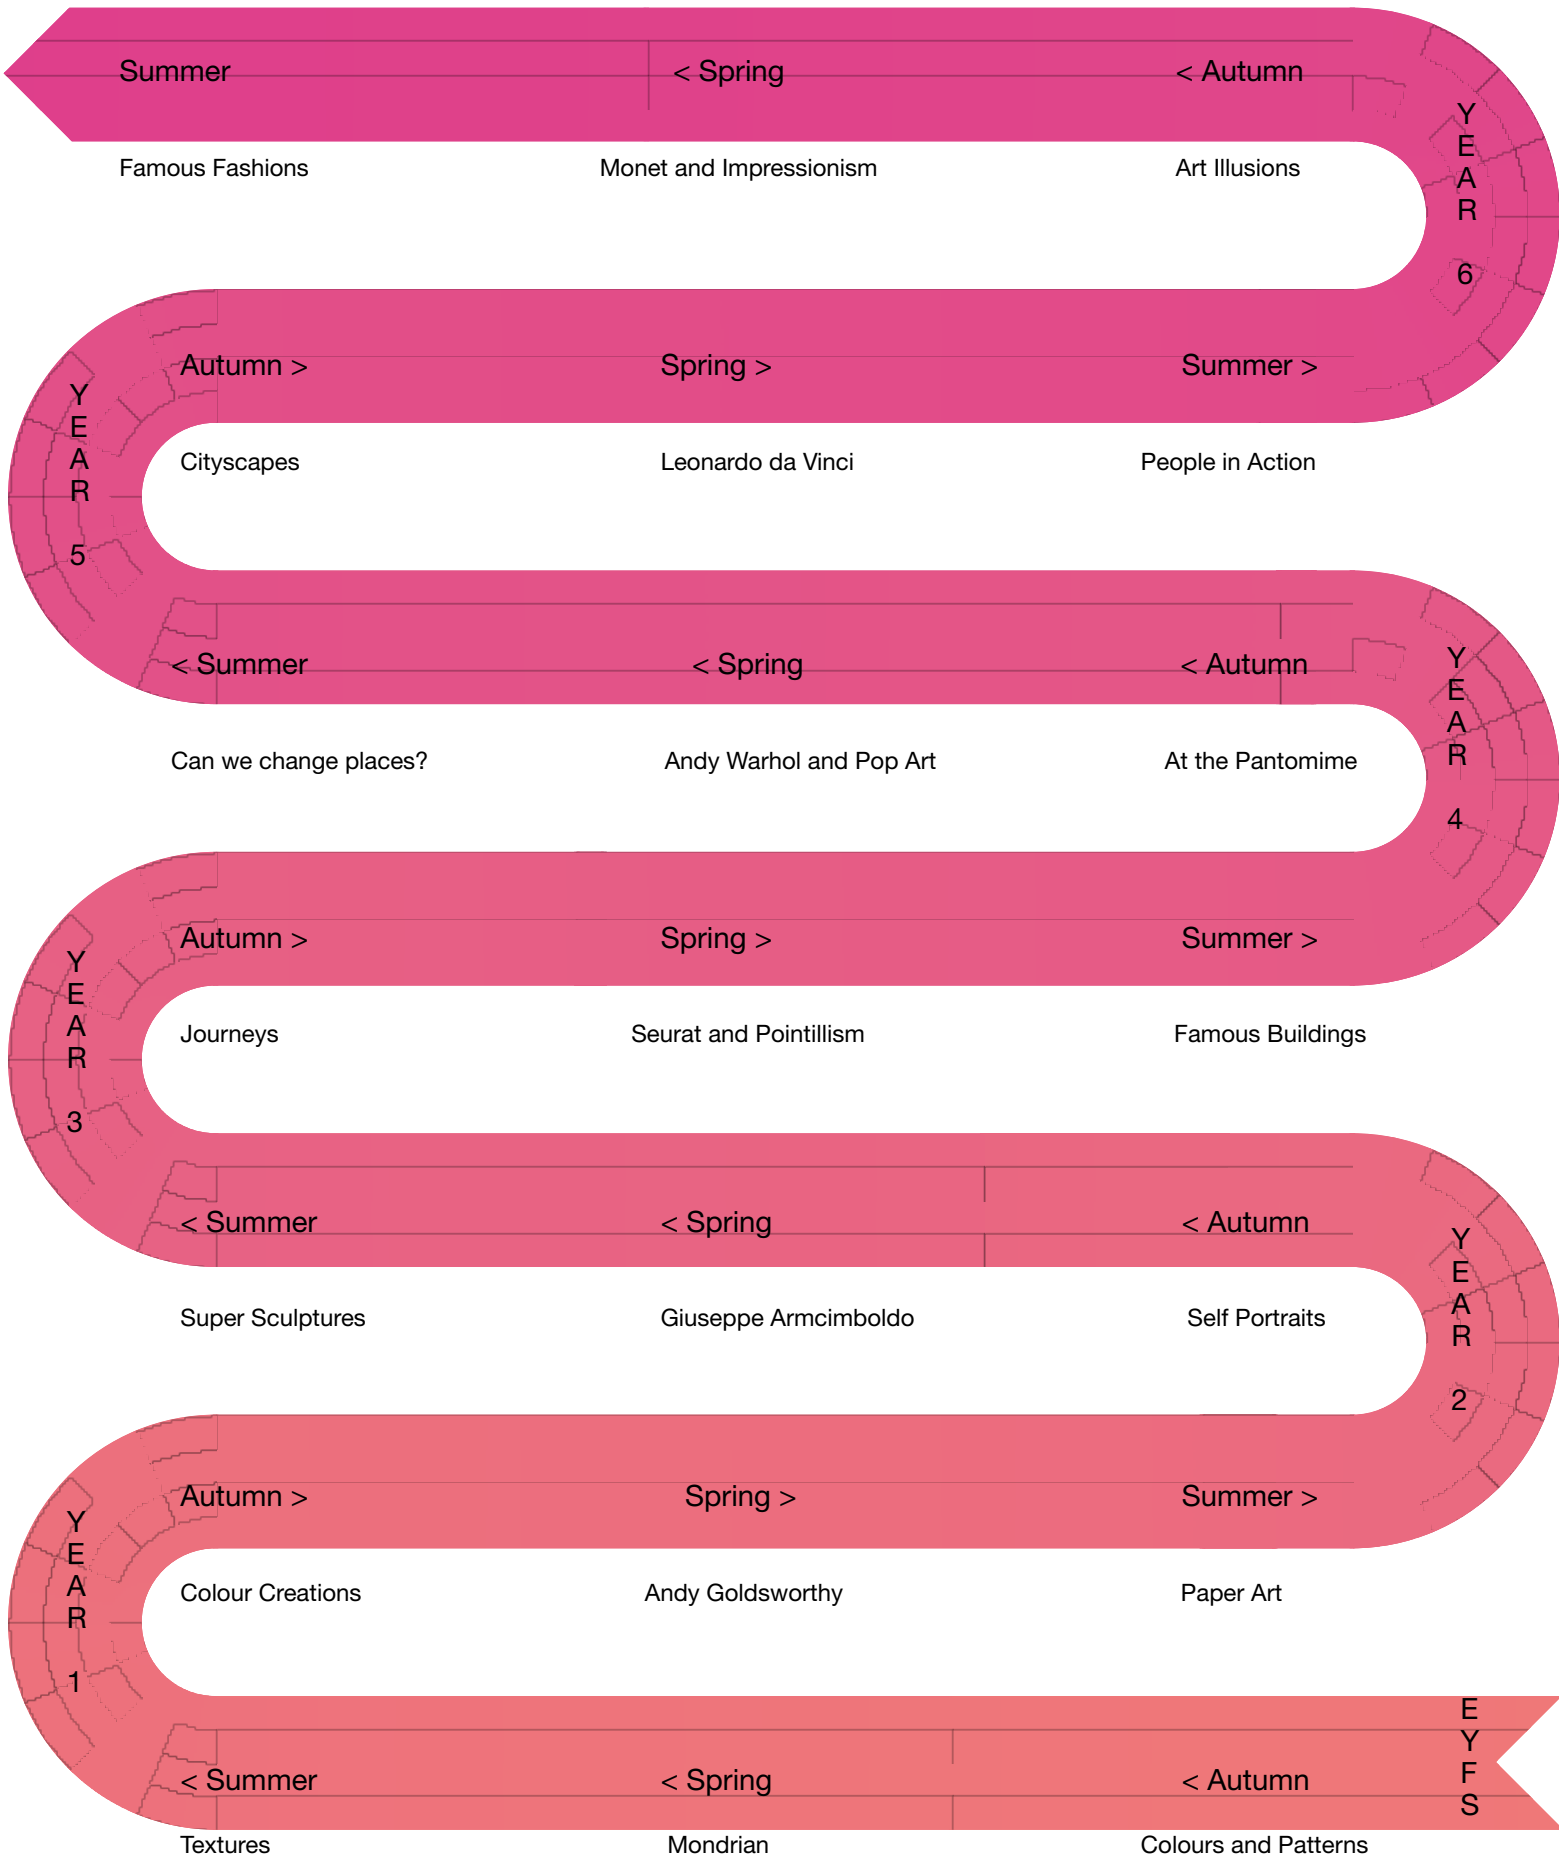 Summer < Spring < Autumn
YEAR 6
Famous Fashions Monet and Impressionism Art Illusions
Autumn > Spring > Summer >
YEAR 5
Cityscapes Leonardo da Vinci People in Action
< Summer < Spring < Autumn
YEAR 4
Can we change places? Andy Warhol and Pop Art At the Pantomime
Autumn > Spring > Summer >
YEAR 3
Journeys Seurat and Pointillism Famous Buildings
< Summer < Spring < Autumn
YEAR 2
Super Sculptures Giuseppe Armcimboldo Self Portraits
Autumn > Spring > Summer >
YEAR 1
Colour Creations Andy Goldsworthy Paper Art
EYFS
< Summer < Spring < Autumn
Textures Mondrian Colours and Patterns